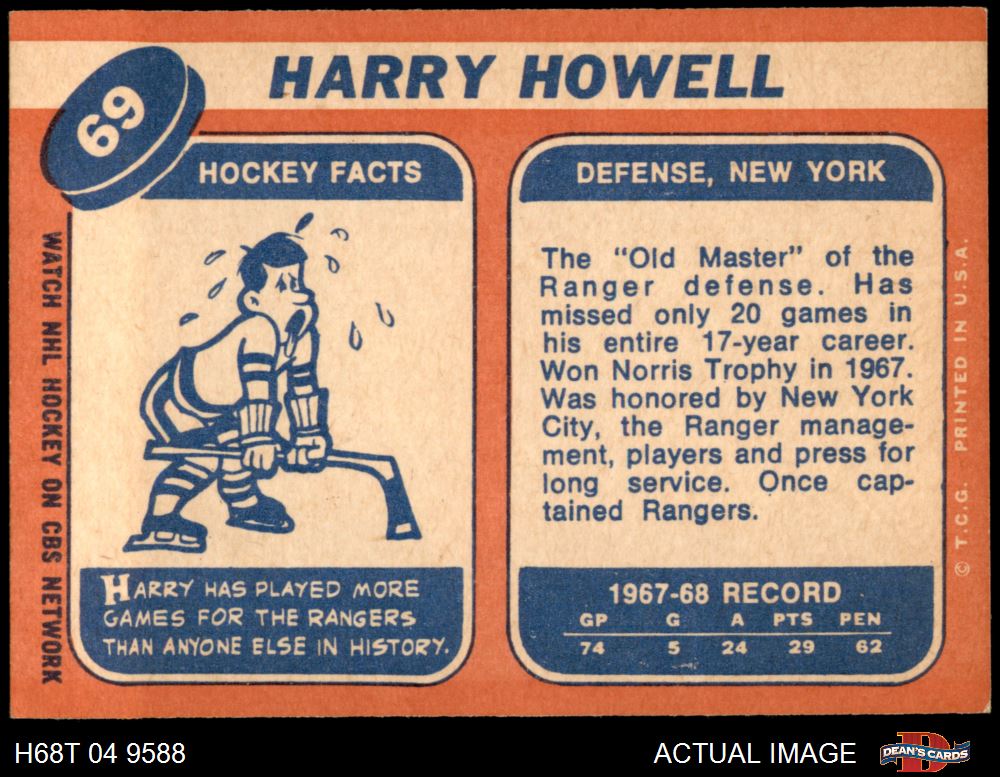 HARRY HOWELL
69
HOCKEY FACTS
HARRY HAS PLAYED MORE
GAMES FOR THE RANGERS
THAN ANYONE ELSE IN HISTORY.
WATCH NHL HOCKEY ON CBS NETWORK
DEFENSE, NEW YORK
The "Old Master" of the
Ranger defense. Has
missed only 20 games in
his entire 17-year career.
Won Norris Trophy in 1967.
Was honored by New York
City, the Ranger manage-
ment, players and press for
long service. Once cap-
tained Rangers.
1967-68 RECORD
GP G A PTS PEN
74 5 24 29 62
© T.C.G. PRINTED IN U.S.A.
H68T 04 9588
ACTUAL IMAGE
DEAN'S CARDS